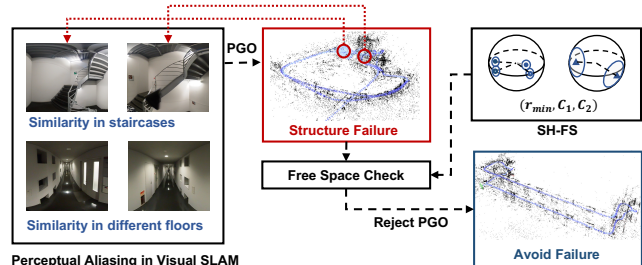 PGO
Similarity in staircases
Similarity in different floors
Perceptual Aliasing in Visual SLAM
Structure Failure
Free Space Check
Reject PGO
(r_min, C_1, C_2)
SH-FS
Avoid Failure